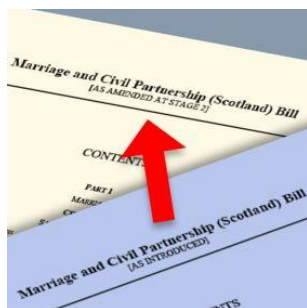 Marriage and Civil Partnership (Scotland) Bill
[AS AMENDED AT STAGE 2]
CONTENTS
PART 1
Marriage and Civil Partnership (Scotland) Bill
[AS INTRODUCED]